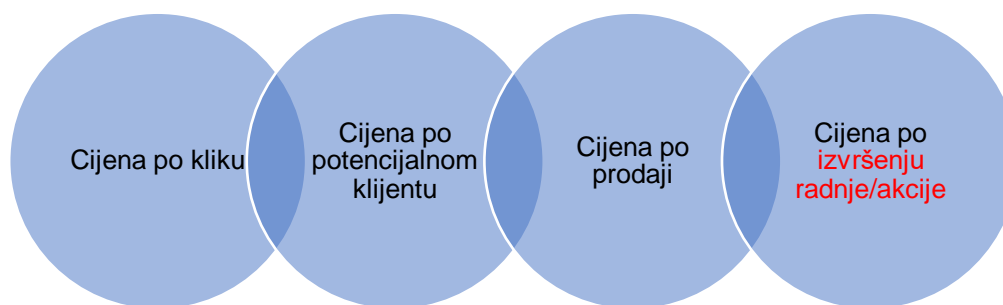 Cijena po kliku
Cijena po
potencijalnom
klijentu
Cijena po
prodaji
Cijena po
izvršenju
radnje/akcije